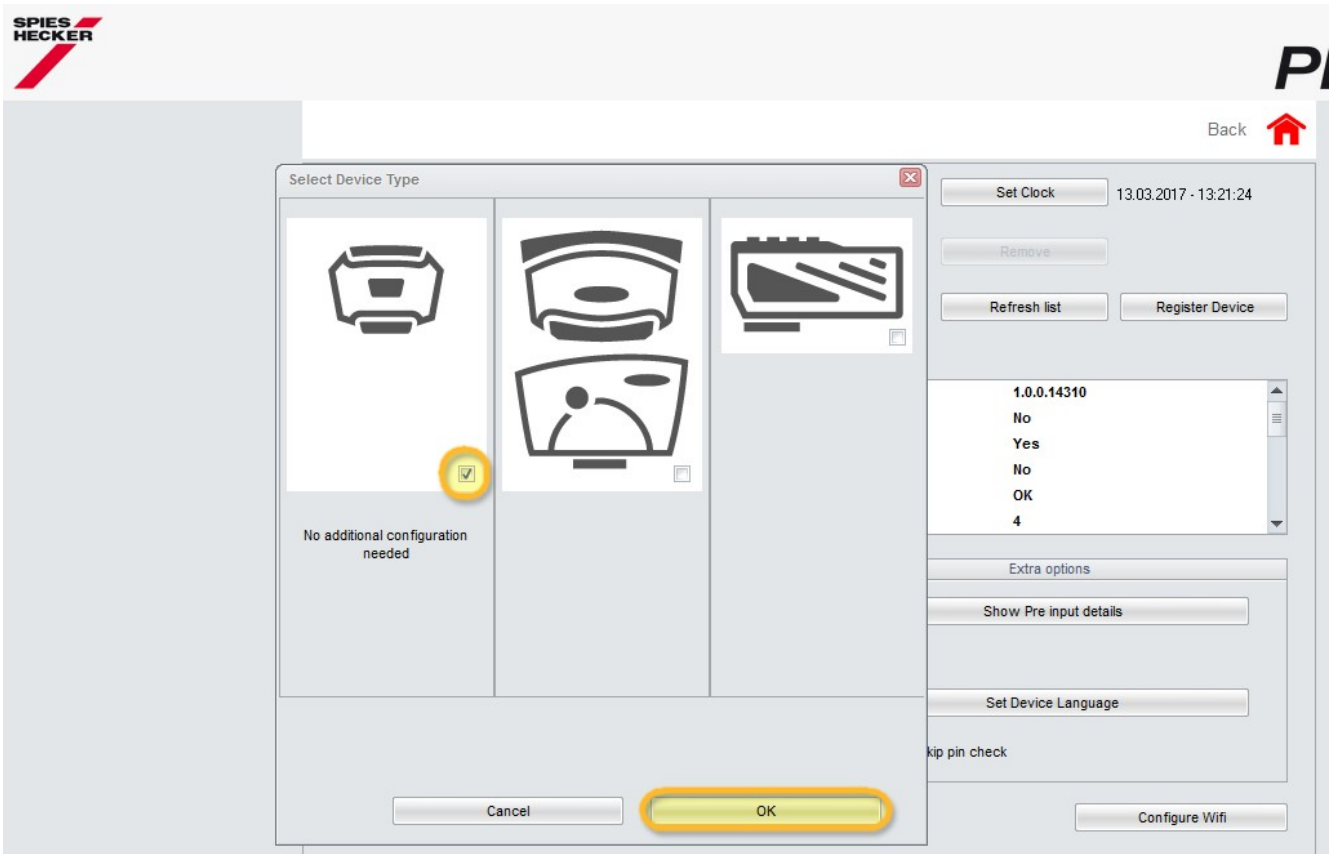 SPIES
HECKER
Back
Select Device Type
Set Clock
13.03.2017 - 13:21:24
Remove
Refresh list
Register Device
1.0.0.14310
No
Yes
No
OK
4
No additional configuration
needed
Extra options
Show Pre input details
Set Device Language
kip pin check
Cancel
OK
Configure Wifi